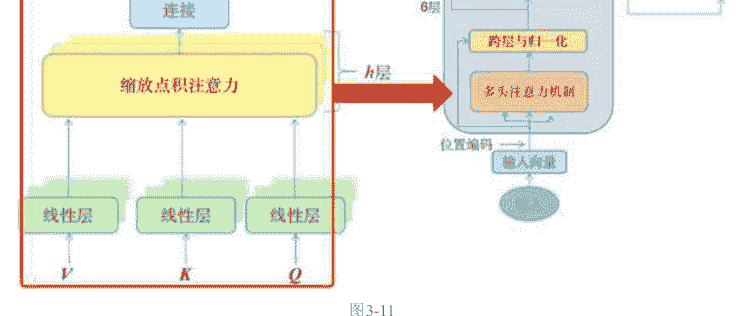 连接
缩放点积注意力
h层
线性层
线性层
线性层
V
K
Q
6层
跨层与归一化
多头注意力机制
位置编码
输入向量
图3-11